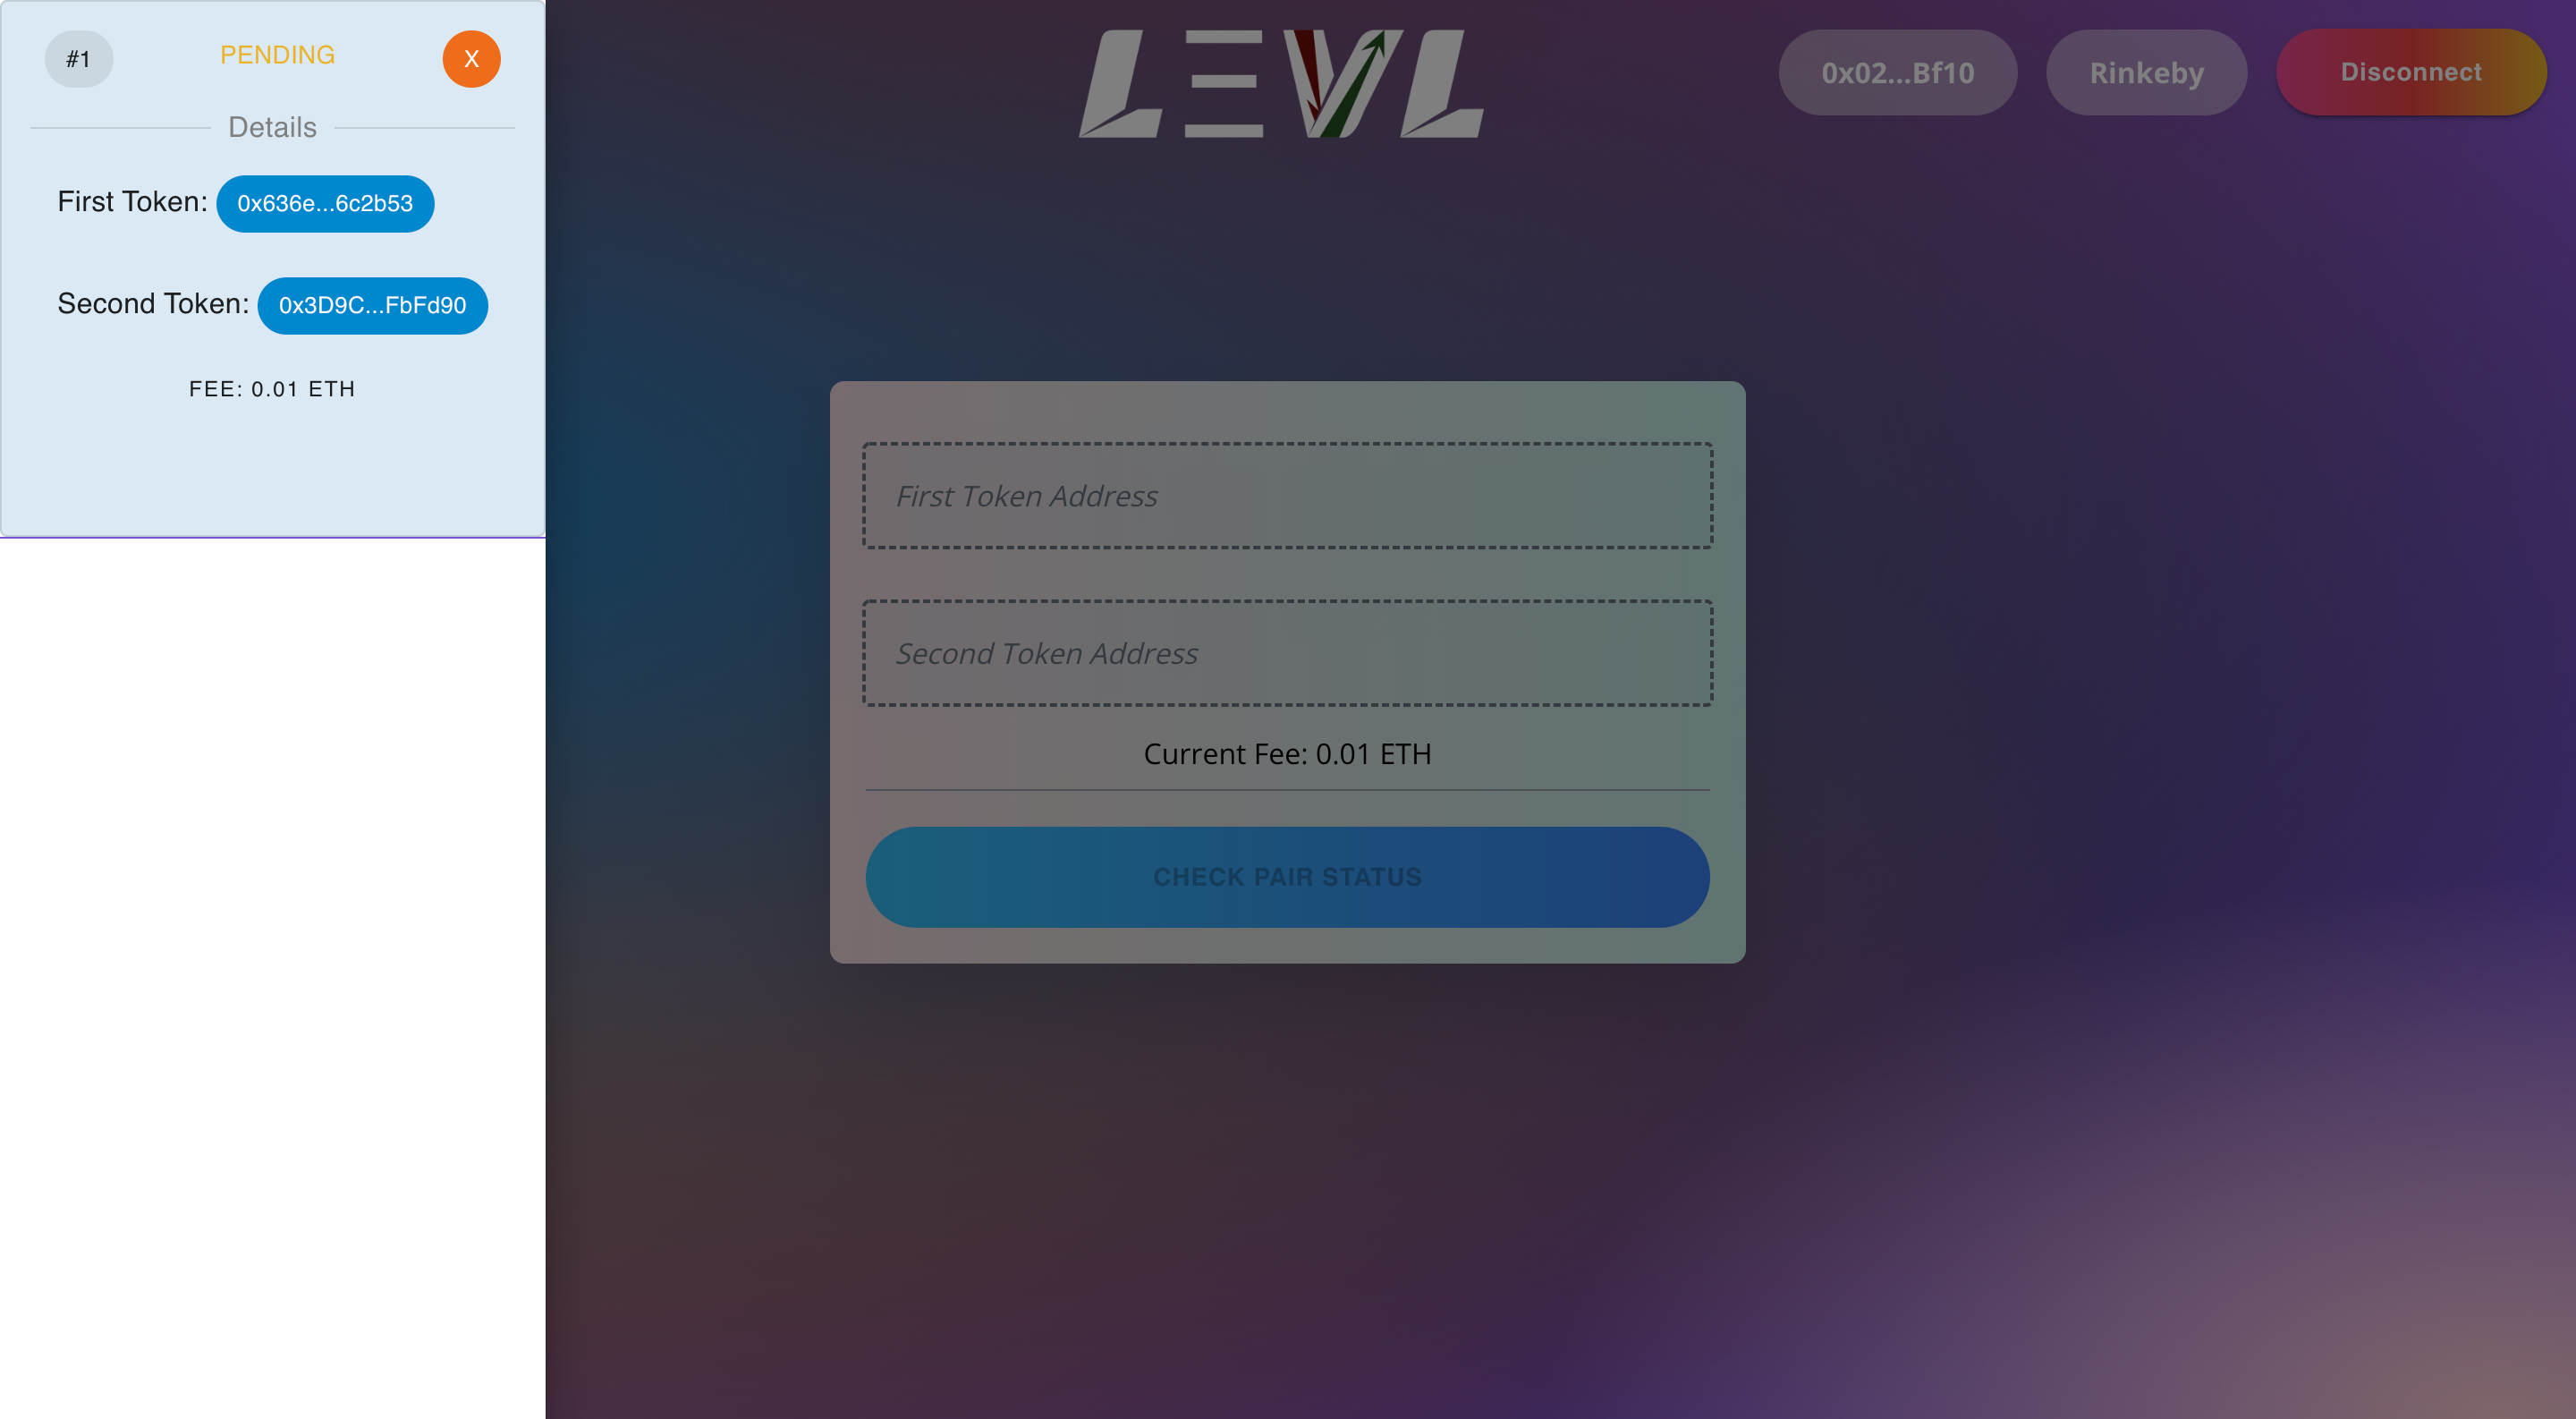 #1 PENDING X
Details
First Token: 0x636e...6c2b53
Second Token: 0x3D9C...FbFd90
FEE: 0.01 ETH
LEVL
0x02...Bf10 Rinkeby Disconnect
First Token Address
Second Token Address
Current Fee: 0.01 ETH
CHECK PAIR STATUS